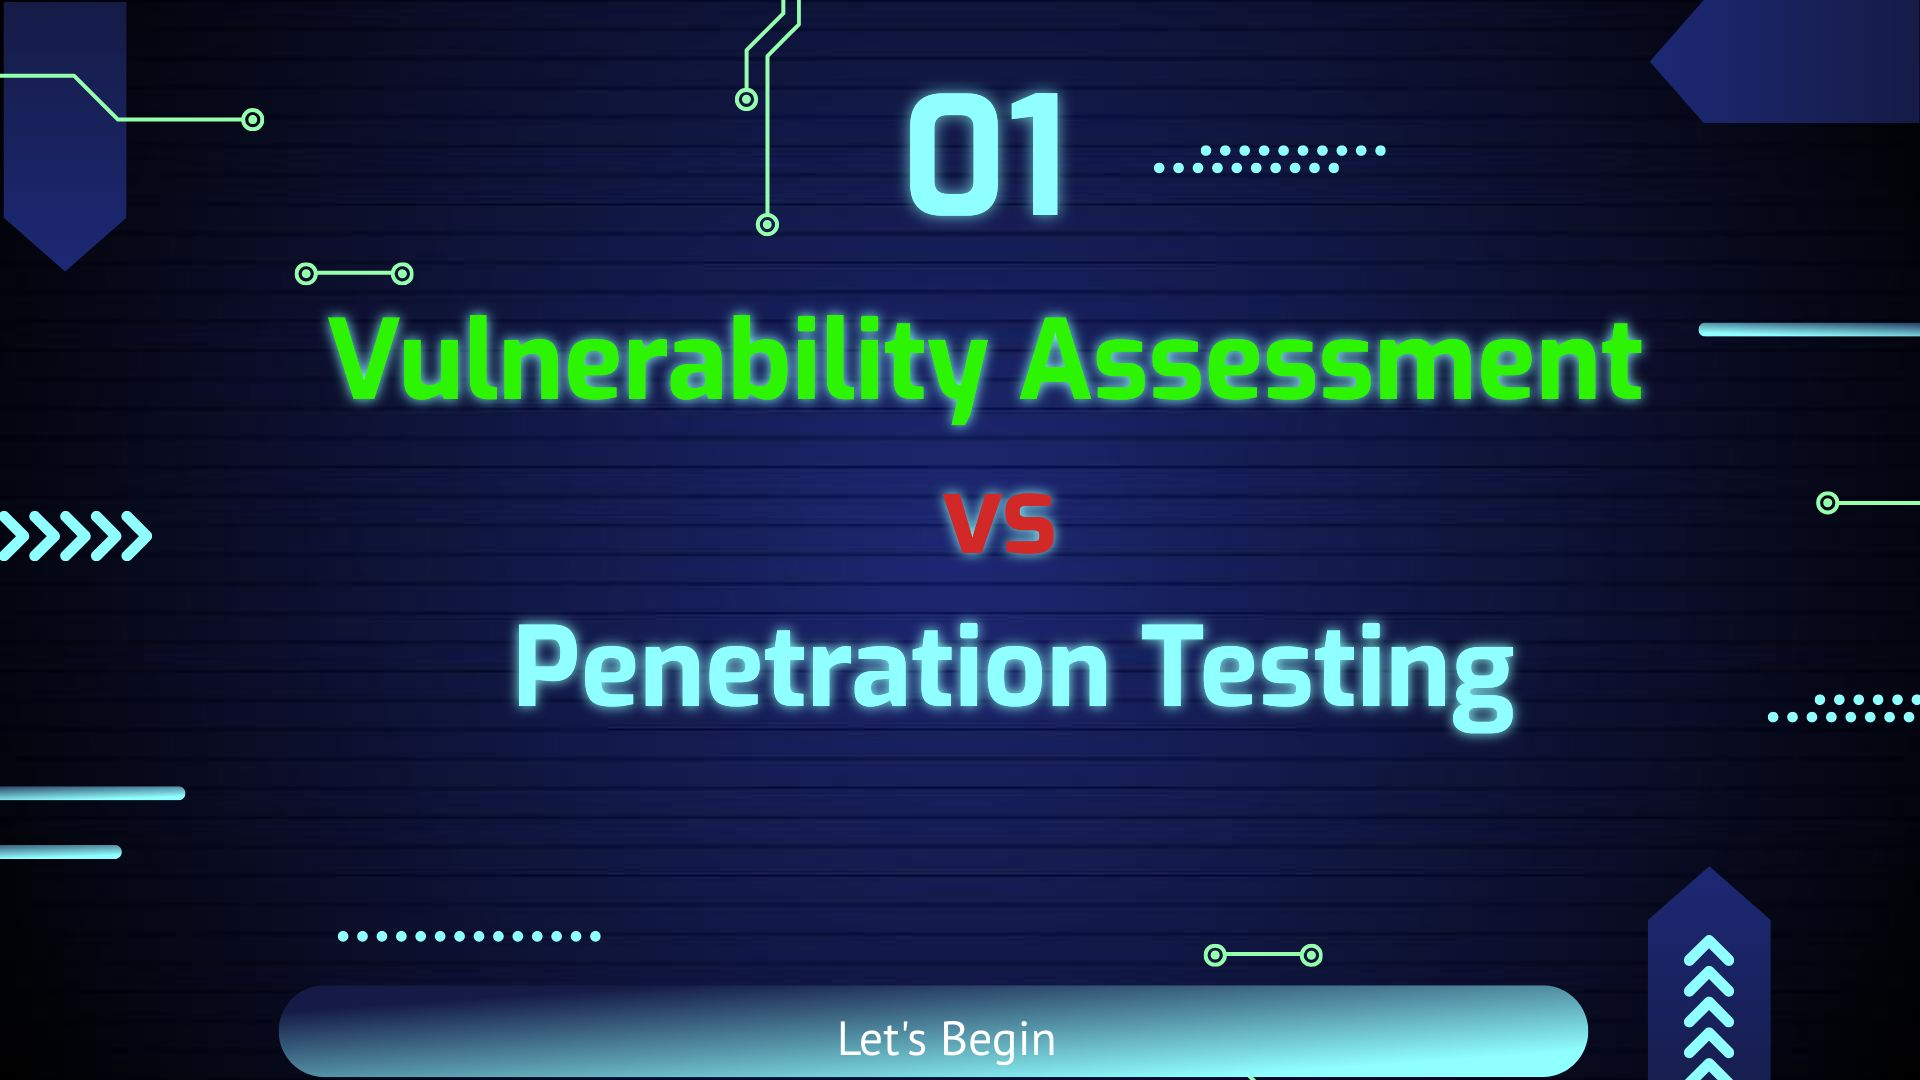 01
Vulnerability Assessment
vs
Penetration Testing
Let's Begin